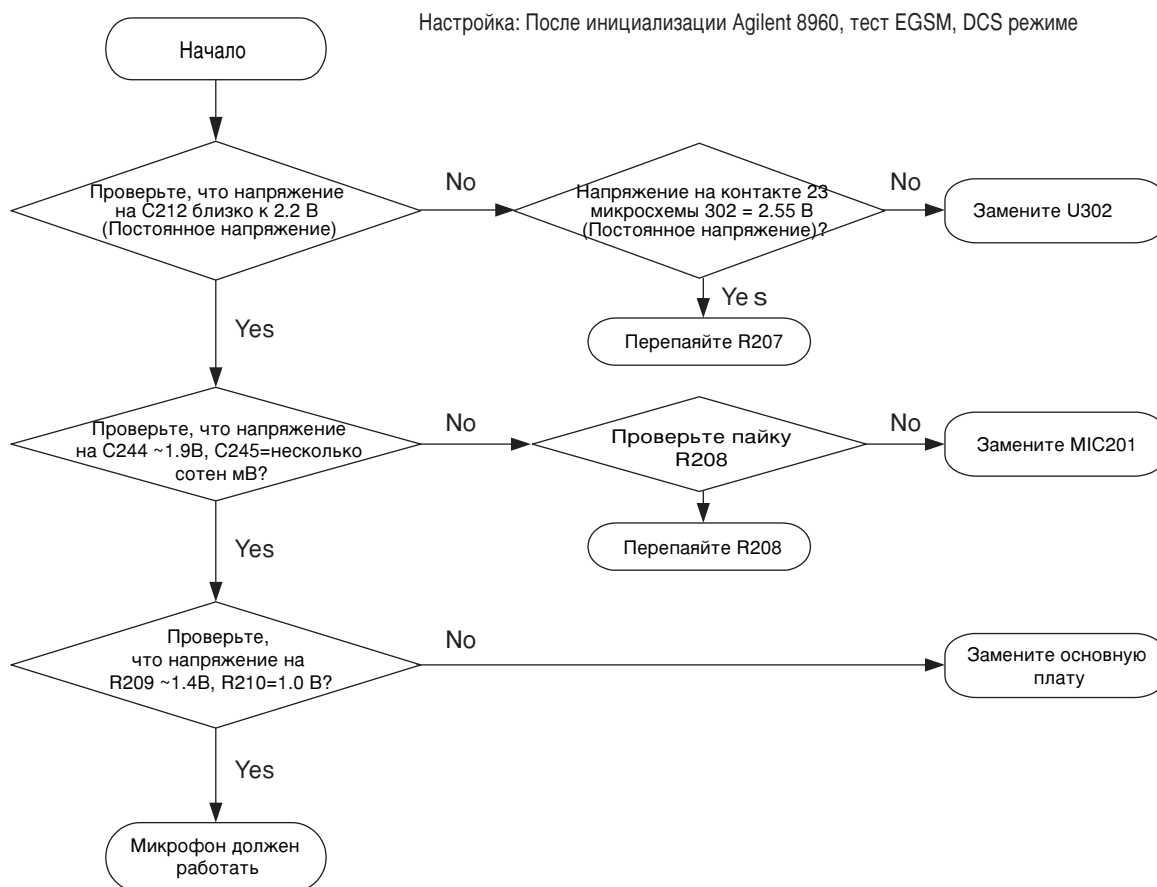 Настройка: После инициализации Agilent 8960, тест EGSM, DCS режиме
Начало
Проверьте, что напряжение
на C212 близко к 2.2 В
(Постоянное напряжение)
No
Напряжение на контакте 23
микросхемы 302 = 2.55 В
(Постоянное напряжение)?
No
Замените U302
Yes
Yes
Перепаяйте R207
Проверьте, что напряжение
на C244 ~1.9В, C245=несколько
сотен мВ?
No
Проверьте пайку
R208
No
Замените MIC201
Yes
Перепаяйте R208
Проверьте,
что напряжение на
R209 ~1.4В, R210=1.0 В?
No
Замените основную
плату
Yes
Микрофон должен
работать